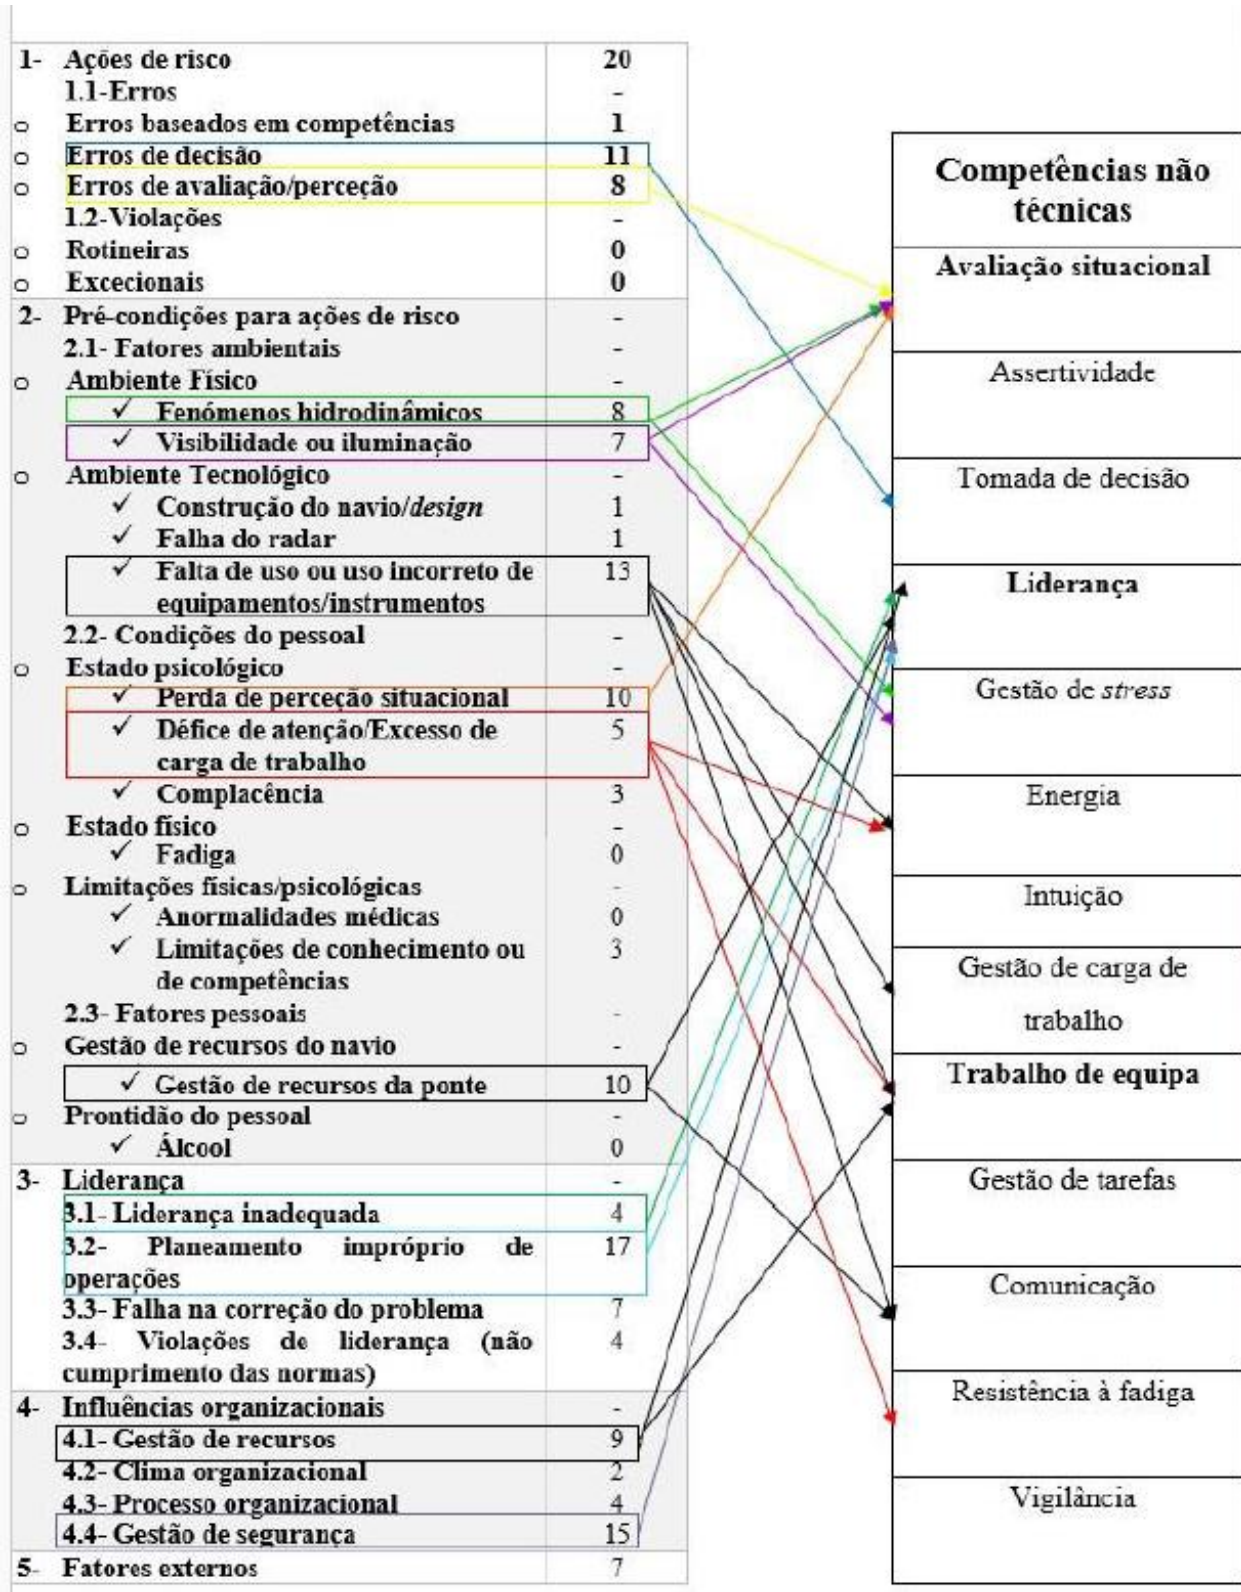 1- Ações de risco 20
1.1-Erros -
o Erros baseados em competências 1
o Erros de decisão 11
o Erros de avaliação/perceção 8
1.2-Violações -
o Rotineiras 0
o Excecionais 0
2- Pré-condições para ações de risco -
2.1- Fatores ambientais -
o Ambiente Físico -
✓ Fenómenos hidrodinâmicos 8
✓ Visibilidade ou iluminação 7
o Ambiente Tecnológico -
✓ Construção do navio/design 1
✓ Falha do radar 1
✓ Falta de uso ou uso incorreto de 13
equipamentos/instrumentos
2.2- Condições do pessoal -
o Estado psicológico -
✓ Perda de perceção situacional 10
✓ Défice de atenção/Excesso de 5
carga de trabalho
✓ Complacência 3
o Estado físico -
✓ Fadiga 0
o Limitações físicas/psicológicas -
✓ Anormalidades médicas 0
✓ Limitações de conhecimento ou 3
de competências
2.3- Fatores pessoais -
o Gestão de recursos do navio -
✓ Gestão de recursos da ponte 10
o Prontidão do pessoal -
✓ Álcool 0
3- Liderança -
3.1- Liderança inadequada 4
3.2- Planeamento impróprio de 17
operações
3.3- Falha na correção do problema 7
3.4- Violações de liderança (não 4
cumprimento das normas)
4- Influências organizacionais -
4.1- Gestão de recursos 9
4.2- Clima organizacional 2
4.3- Processo organizacional 4
4.4- Gestão de segurança 15
5- Fatores externos 7
Competências não
técnicas
Avaliação situacional
Assertividade
Tomada de decisão
Liderança
Gestão de stress
Energia
Intuição
Gestão de carga de
trabalho
Trabalho de equipa
Gestão de tarefas
Comunicação
Resistência à fadiga
Vigilância